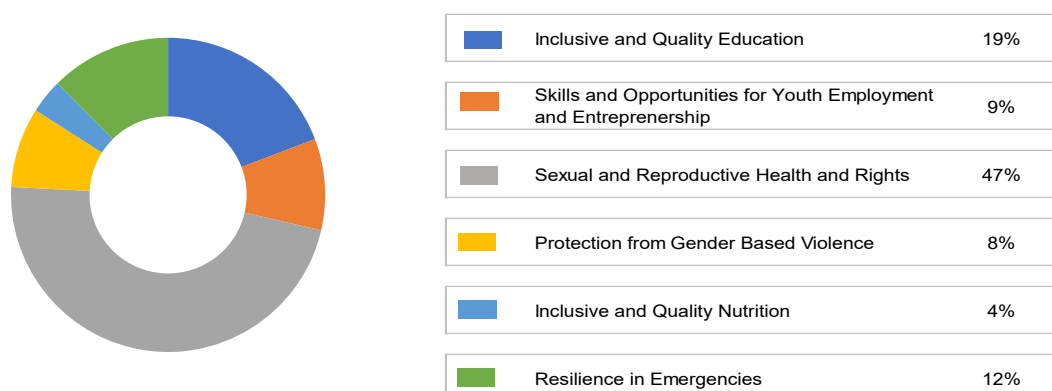 Inclusive and Quality Education 19%
Skills and Opportunities for Youth Employment
and Entreprenership 9%
Sexual and Reproductive Health and Rights 47%
Protection from Gender Based Violence 8%
Inclusive and Quality Nutrition 4%
Resilience in Emergencies 12%